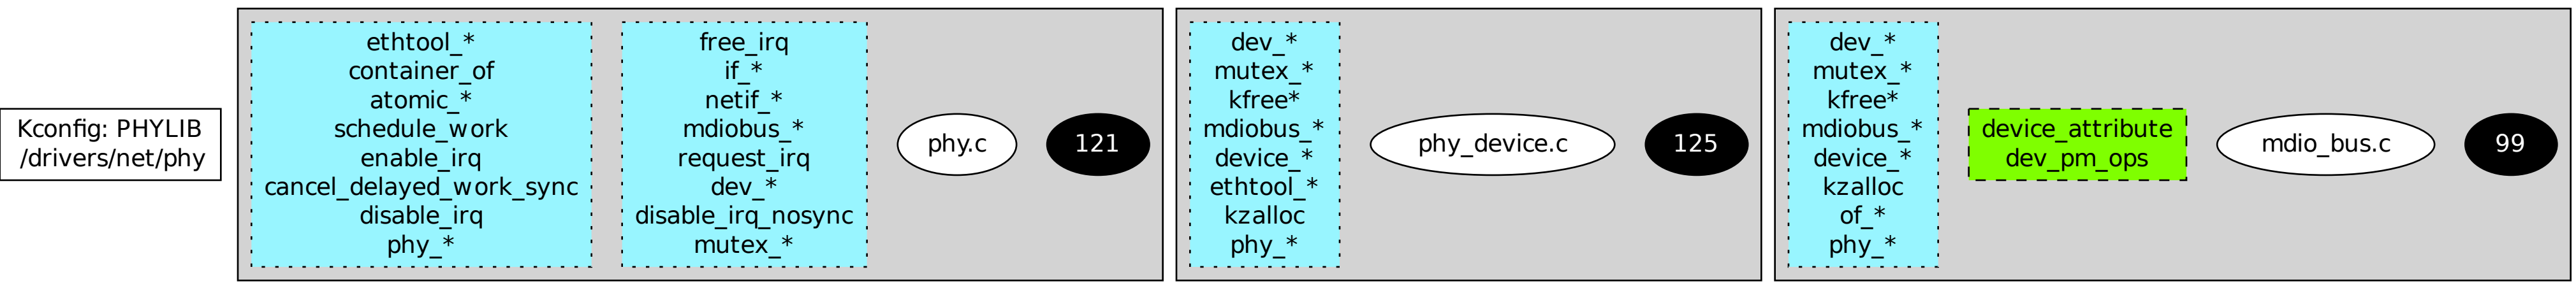 Kconfig: PHYLIB
/drivers/net/phy
ethtool_*
container_of
atomic_*
schedule_work
enable_irq
cancel_delayed_work_sync
disable_irq
phy_*
free_irq
if_*
netif_*
mdiobus_*
request_irq
dev_*
disable_irq_nosync
mutex_*
phy.c
121
dev_*
mutex_*
kfree*
mdiobus_*
device_*
ethtool_*
kzalloc
phy_*
phy_device.c
125
dev_*
mutex_*
kfree*
mdiobus_*
device_*
kzalloc
of_*
phy_*
device_attribute
dev_pm_ops
mdio_bus.c
99